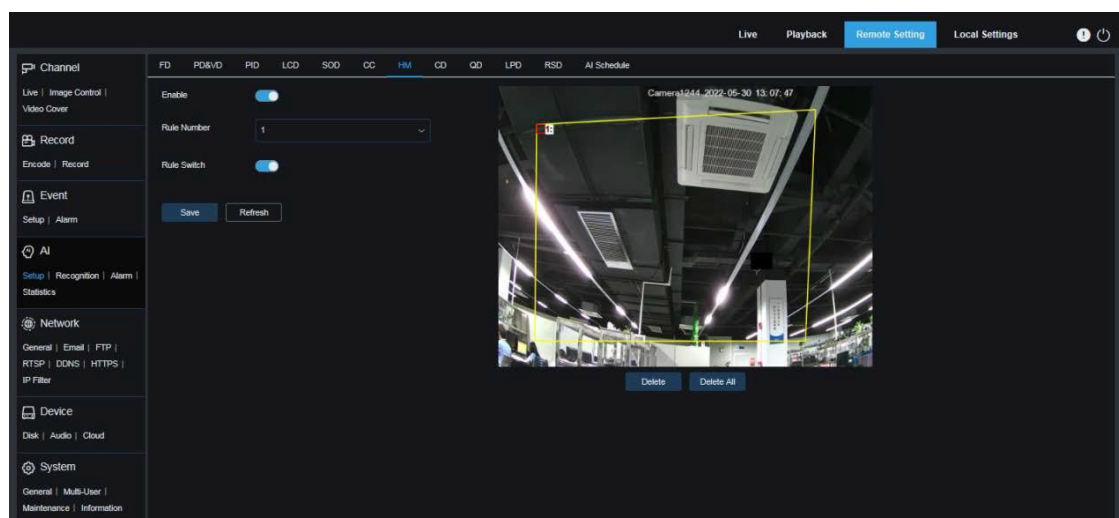 Live Playback Remote Setting Local Settings
Channel
Live | Image Control |
Video Cover
Record
Encode | Record
Event
Setup | Alarm
AI
Setup | Recognition | Alarm |
Statistics
Network
General | Email | FTP |
RTSP | DDNS | HTTPS |
IP Filter
Device
Disk | Audio | Cloud
System
General | Multi-User |
Maintenance | Information
FD PD&VD PID LCD SOD CC HM CD QD LPD RSD AI Schedule
Enable
Rule Number 1
Rule Switch
Save Refresh
Camera1244 2022-05-30 13:07:47
1:
Delete Delete All